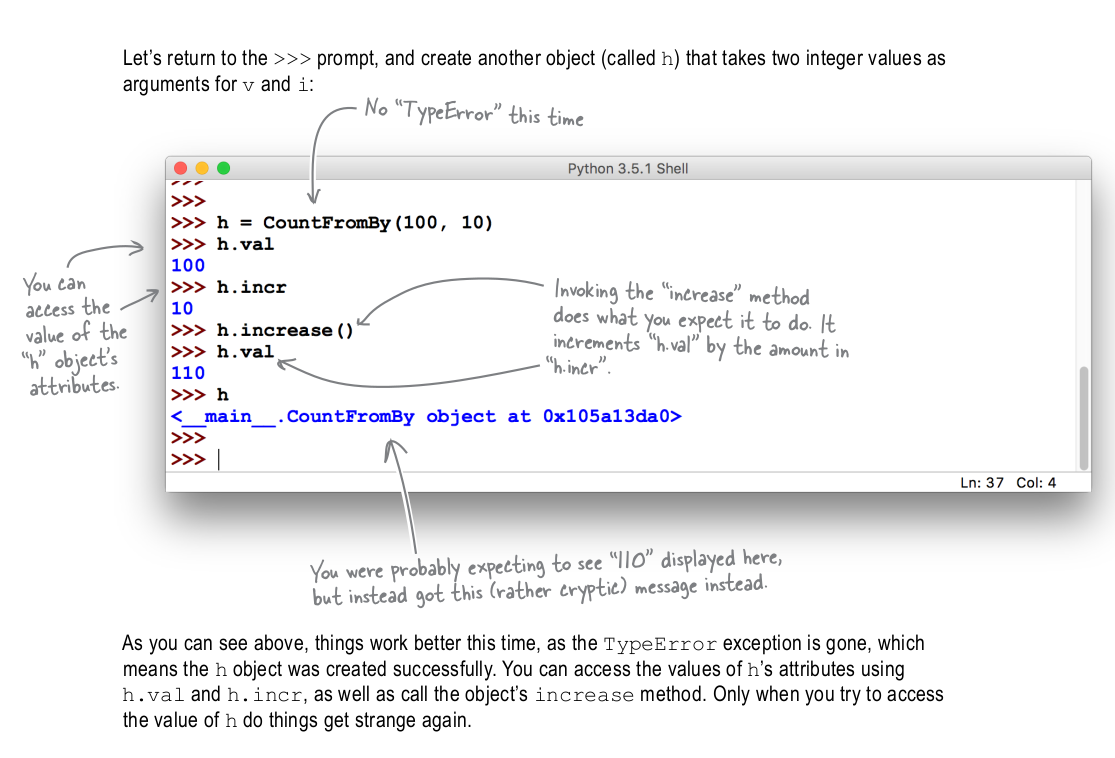 Let's return to the >>> prompt, and create another object (called h) that takes two integer values as
arguments for v and i:
No “TypeError” this time
Python 3.5.1 Shell
>>>
>>>
>>> h = CountFromBy(100, 10)
>>> h.val
100
>>> h.incr
10
>>> h.increase()
>>> h.val
110
>>> h
<__main__.CountFromBy object at 0x105a13da0>
>>>
>>>
Ln: 37 Col: 4
You can
access the
value of the
“h” object's
attributes.
Invoking the “increase” method
does what you expect it to do. It
increments “h.val” by the amount in
“h.incr”.
You were probably expecting to see “110” displayed here,
but instead got this (rather cryptic) message instead.
As you can see above, things work better this time, as the TypeError exception is gone, which
means the h object was created successfully. You can access the values of h's attributes using
h.val and h.incr, as well as call the object's increase method. Only when you try to access
the value of h do things get strange again.